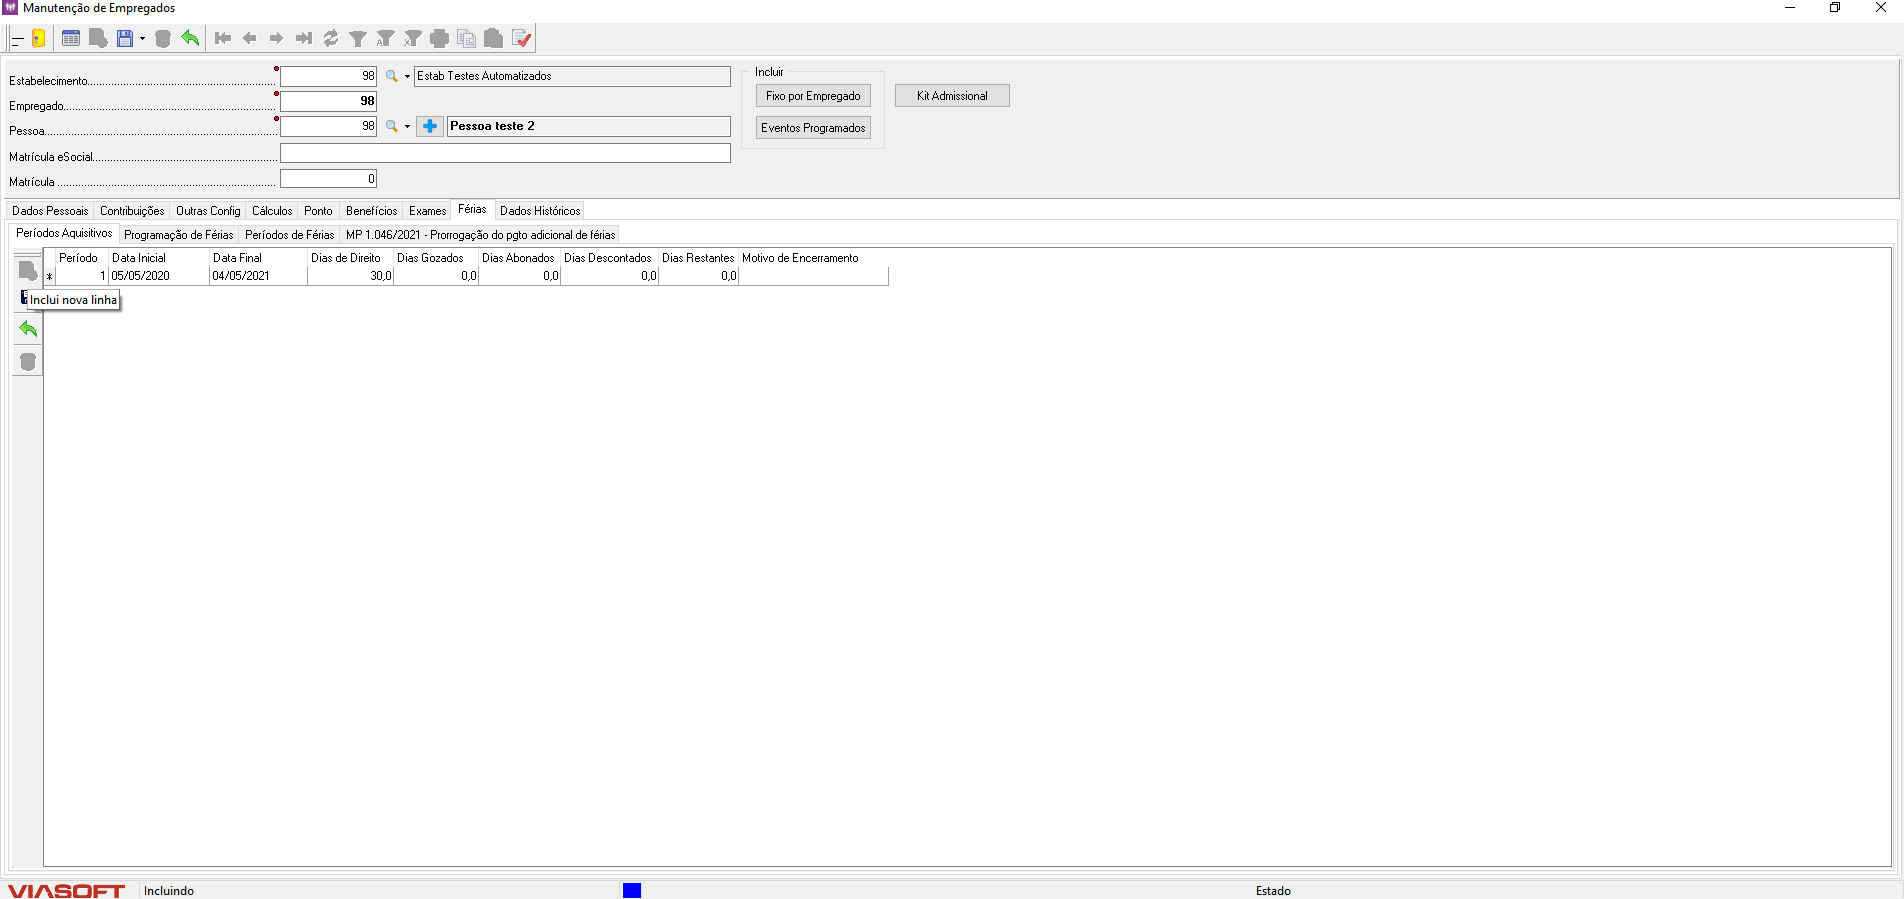 Manutenção de Empregados
Estabelecimento 98 Estab Testes Automatizados
Empregado 98
Pessoa 98 Pessoa teste 2
Matrícula eSocial
Matrícula 0
Incluir
Fixo por Empregado
Kit Admissional
Eventos Programados
Dados Pessoais Contribuições Outras Config Cálculos Ponto Benefícios Exames Férias Dados Históricos
Períodos Aquisitivos Programação de Férias Períodos de Férias MP 1.046/2021 - Prorrogação do pgto adicional de férias
Período Data Inicial Data Final Dias de Direito Dias Gozados Dias Abonados Dias Descontados Dias Restantes Motivo de Encerramento
* 1 05/05/2020 04/05/2021 30,0 0,0 0,0 0,0 0,0
Inclui nova linha
VIASOFT Incluindo Estado